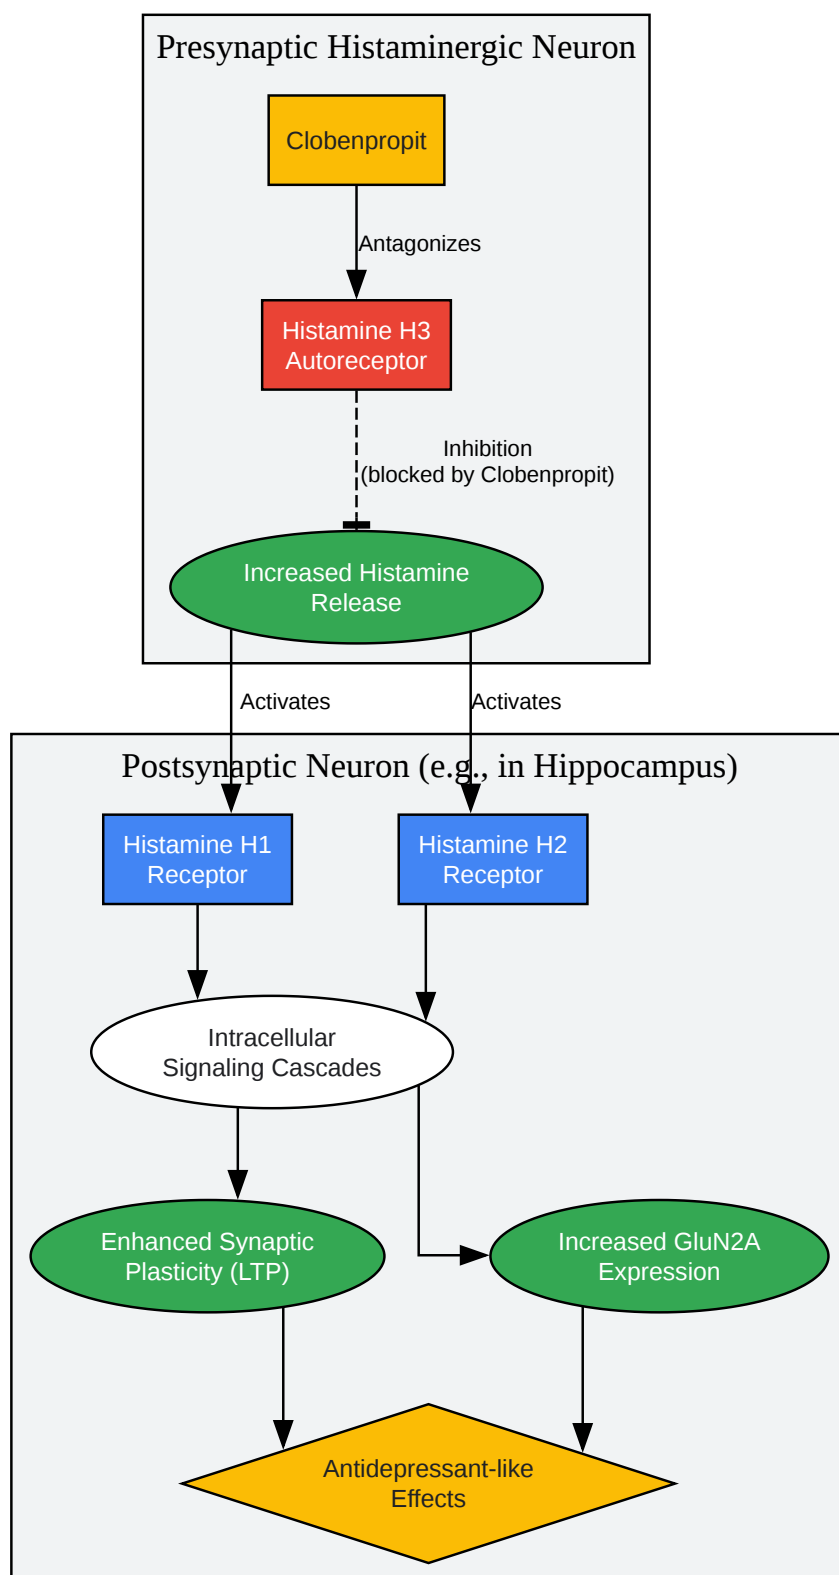 Presynaptic Histaminergic Neuron
Clobenpropit
Antagonizes
Histamine H3
Autoreceptor
Inhibition
(blocked by Clobenpropit)
Increased Histamine
Release
Activates
Activates
Postsynaptic Neuron (e.g., in Hippocampus)
Histamine H1
Receptor
Histamine H2
Receptor
Intracellular
Signaling Cascades
Enhanced Synaptic
Plasticity (LTP)
Increased GluN2A
Expression
Antidepressant-like
Effects